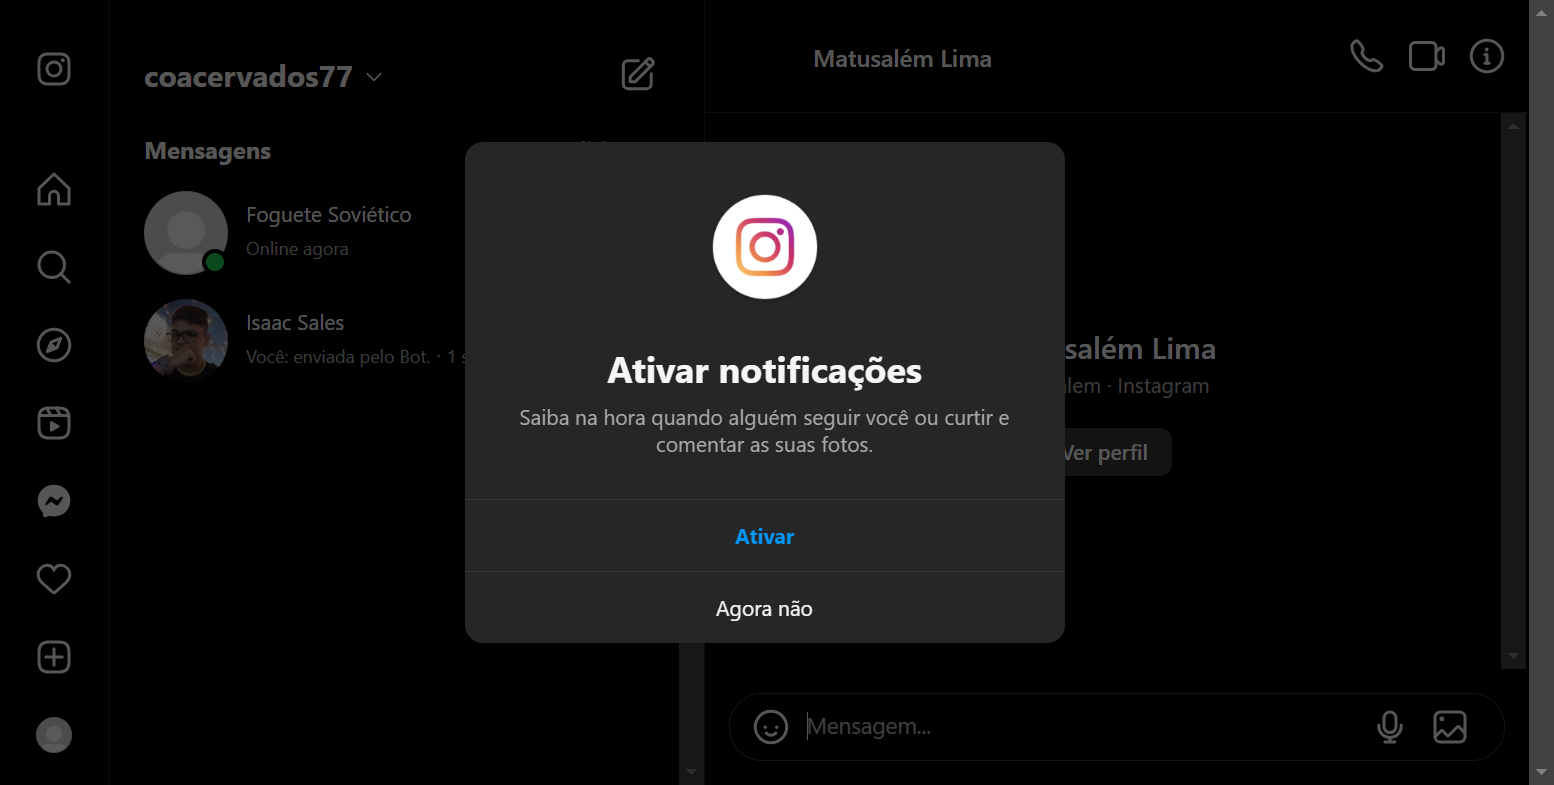 coacervados77
Mensagens
Foguete Soviético
Online agora
Isaac Sales
Você: enviada pelo Bot. · 1 s
Matusalém Lima
Ativar notificações
Saiba na hora quando alguém seguir você ou curtir e
comentar as suas fotos.
Ativar
Agora não
salém Lima
lem · Instagram
Ver perfil
Mensagem...